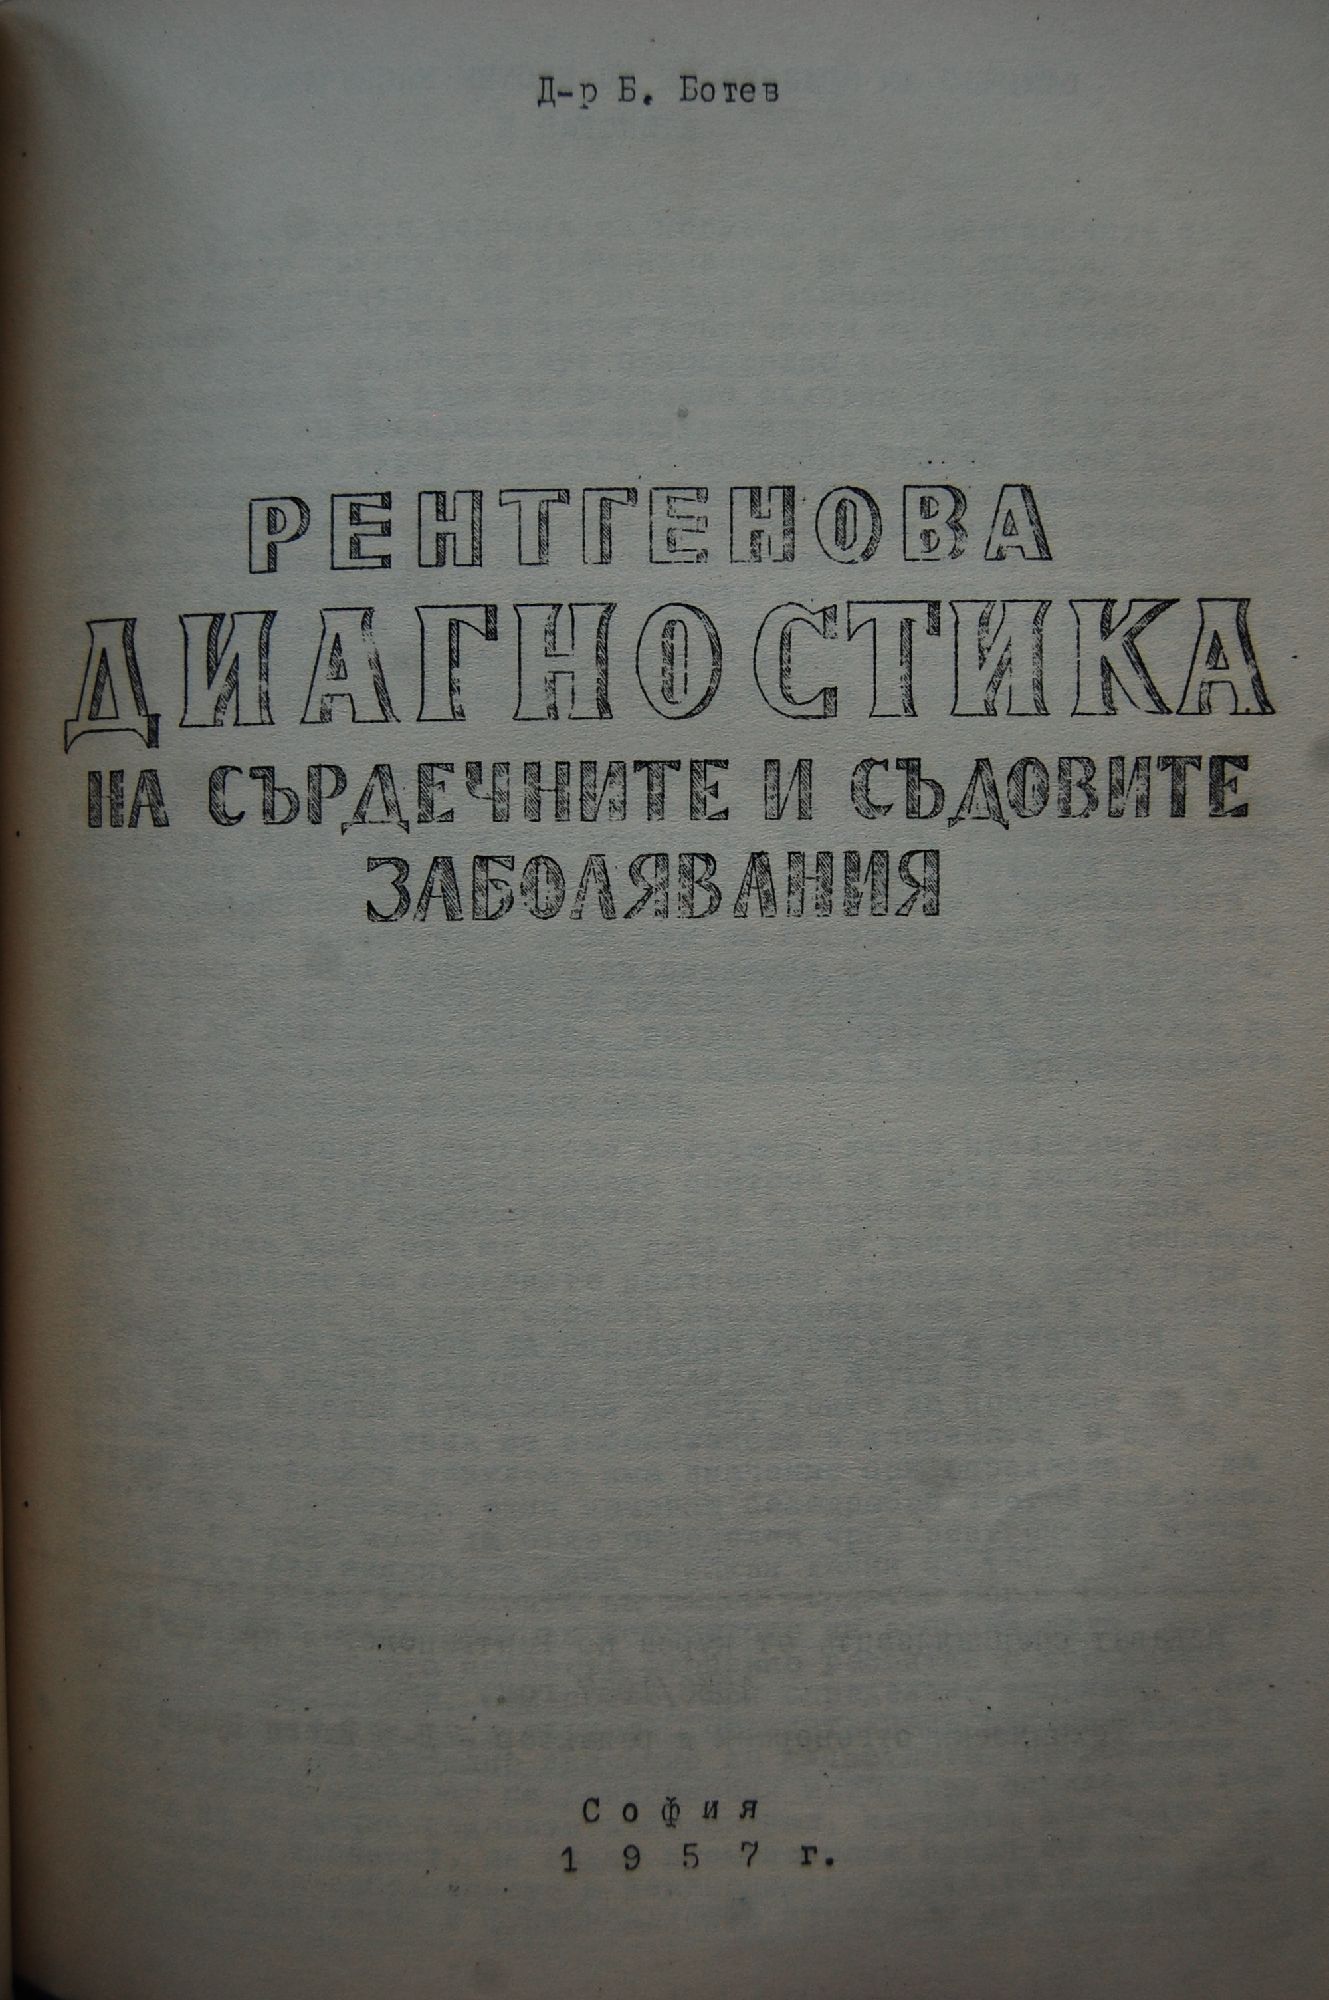 Д-р Б. Ботев
РЕНТГЕНОВА
ДИАГНОСТИКА
НА СЪРДЕЧНИТЕ И СЪДОВИТЕ
ЗАБОЛЯВАНИЯ
София
1957 г.